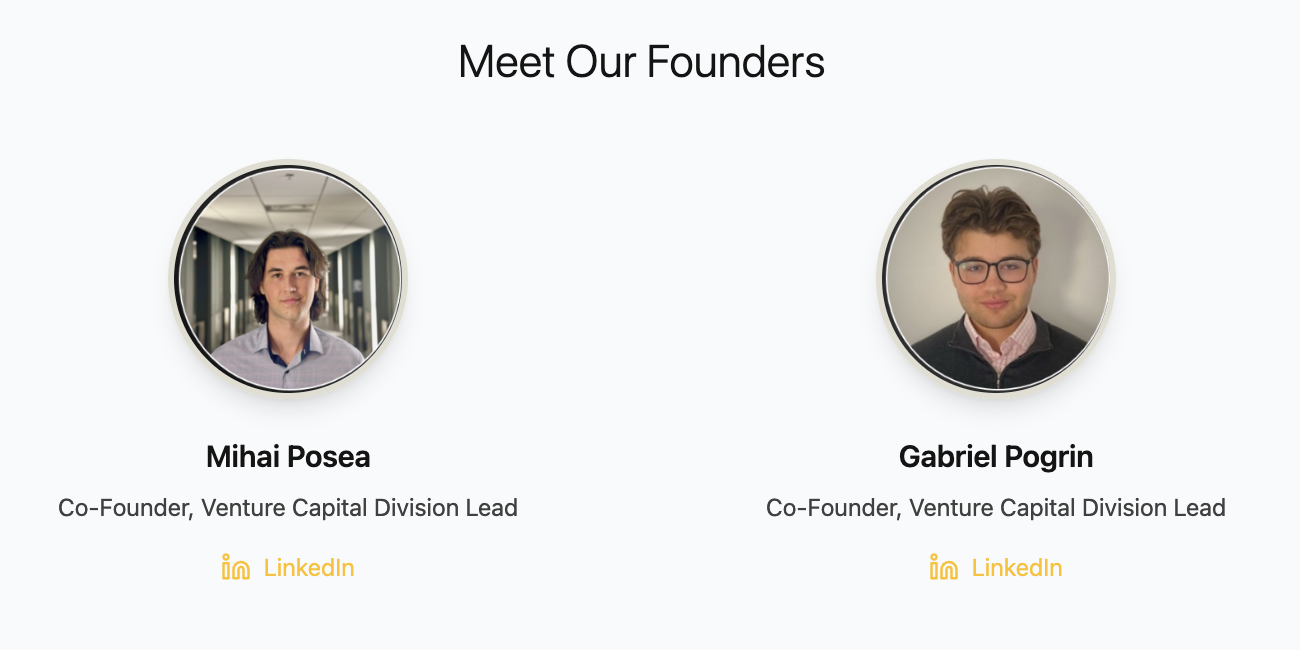 Meet Our Founders
Mihai Posea
Co-Founder, Venture Capital Division Lead
LinkedIn
Gabriel Pogrin
Co-Founder, Venture Capital Division Lead
LinkedIn